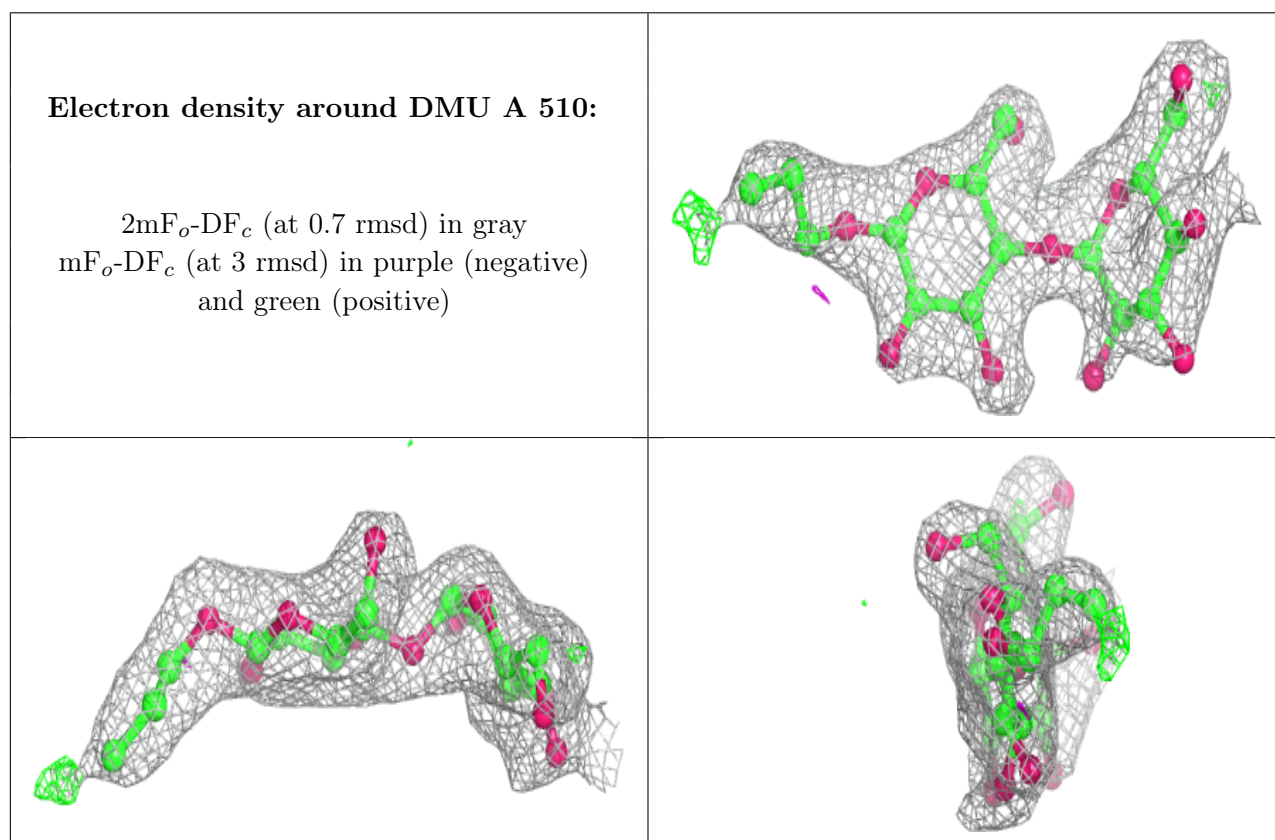 Electron density around DMU A 510:
2mFₒ-DF𝒸 (at 0.7 rmsd) in gray
mFₒ-DF𝒸 (at 3 rmsd) in purple (negative)
and green (positive)